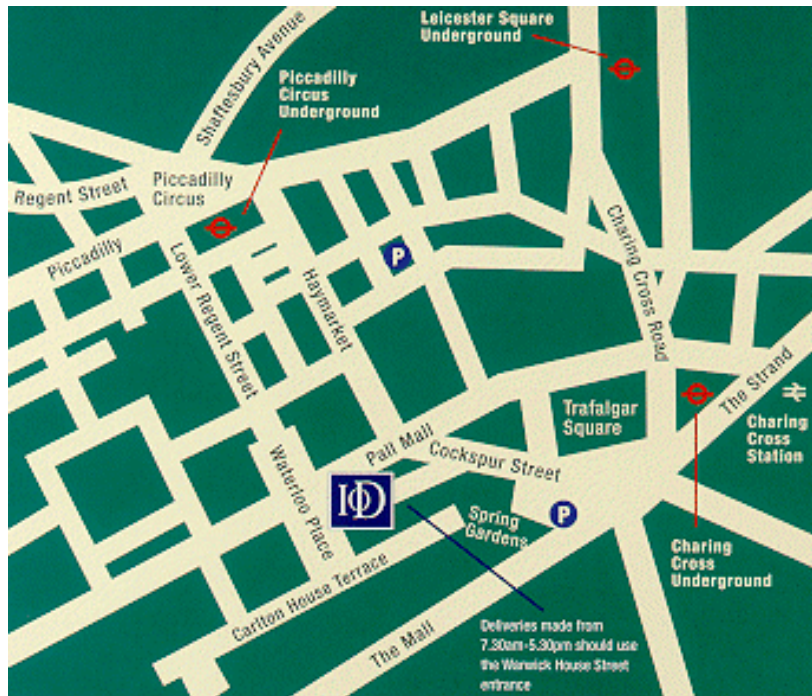 Leicester Square
Underground
Piccadilly
Circus
Underground
Shaftesbury Avenue
Regent Street
Piccadilly
Circus
Piccadilly
Lower Regent Street
Haymarket
P
Charing Cross Road
The Strand
Trafalgar
Square
Charing
Cross
Station
Pall Mall
Cockspur Street
Waterloo Place
IOD
Spring
Gardens
P
Charing
Cross
Underground
Carlton House Terrace
The Mall
Deliveries made from
7.30am-5.30pm should use
the Warwick House Street
entrance